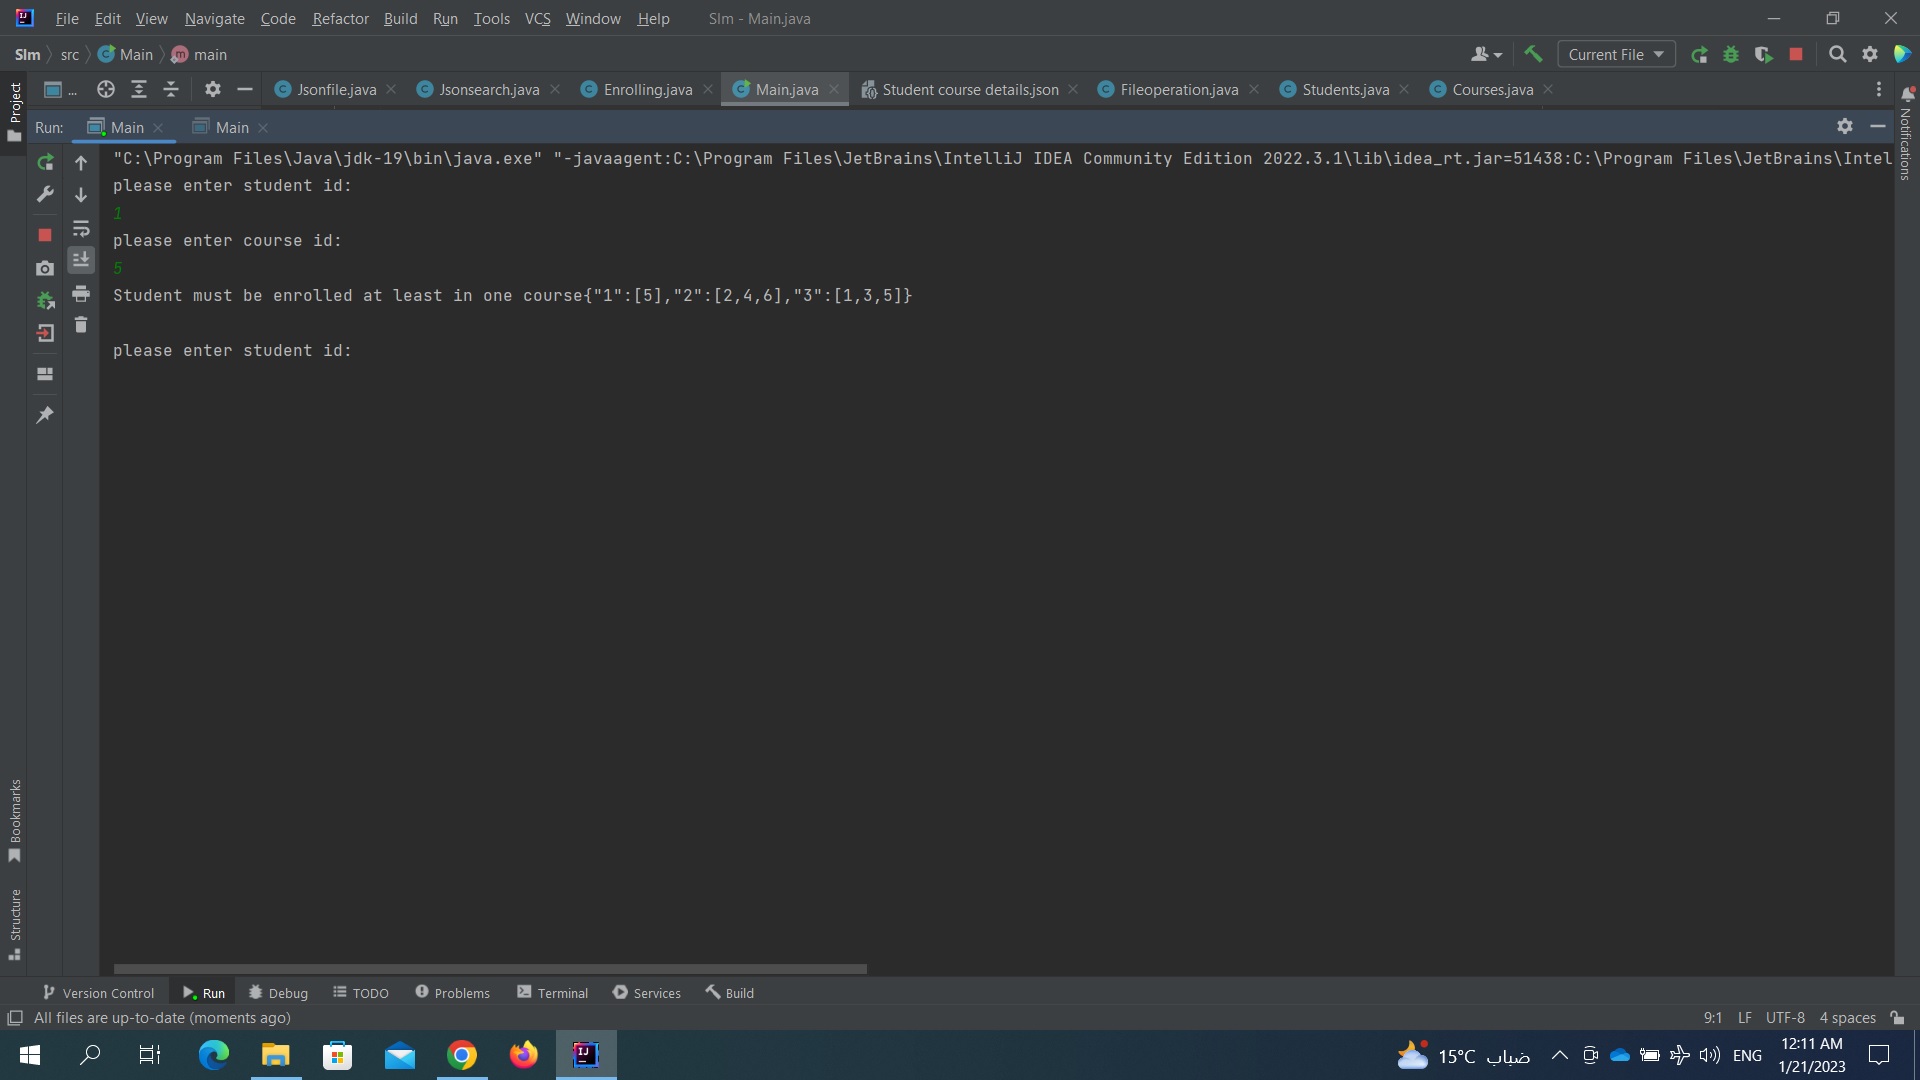 File Edit View Navigate Code Refactor Build Run Tools VCS Window Help Slm - Main.java
Slm src Main main Current File
... Jsonfile.java Jsonsearch.java Enrolling.java Main.java Student course details.json Fileoperation.java Students.java Courses.java
Project
Notifications
Run: Main Main
"C:\Program Files\Java\jdk-19\bin\java.exe" "-javaagent:C:\Program Files\JetBrains\IntelliJ IDEA Community Edition 2022.3.1\lib\idea_rt.jar=51438:C:\Program Files\JetBrains\Intel
please enter student id:
1
please enter course id:
5
Student must be enrolled at least in one course{"1":[5],"2":[2,4,6],"3":[1,3,5]}
please enter student id:
Bookmarks
Structure
Version Control Run Debug TODO Problems Terminal Services Build
All files are up-to-date (moments ago) 9:1 LF UTF-8 4 spaces
15°C ضباب ENG 12:11 AM
1/21/2023